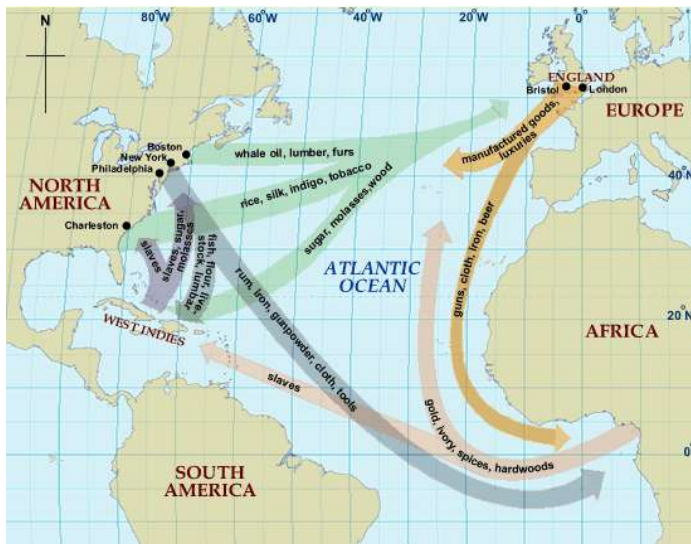 N
80°W
60°W
40°W
20°W
0°
ENGLAND
Bristol
London
EUROPE
manufactured goods,
luxuries
Boston
New York
Philadelphia
whale oil, lumber, furs
40°N
NORTH
AMERICA
rice, silk, indigo, tobacco
sugar, molasses,wood
Charleston
slaves
slaves, sugar,
molasses
fish, flour, live-
stock, lumbar
ATLANTIC
OCEAN
guns, cloth, iron, beer
rum, iron, gunpowder, cloth, tools
20°N
WEST INDIES
AFRICA
slaves
gold, ivory, spices, hardwoods
0°
SOUTH
AMERICA